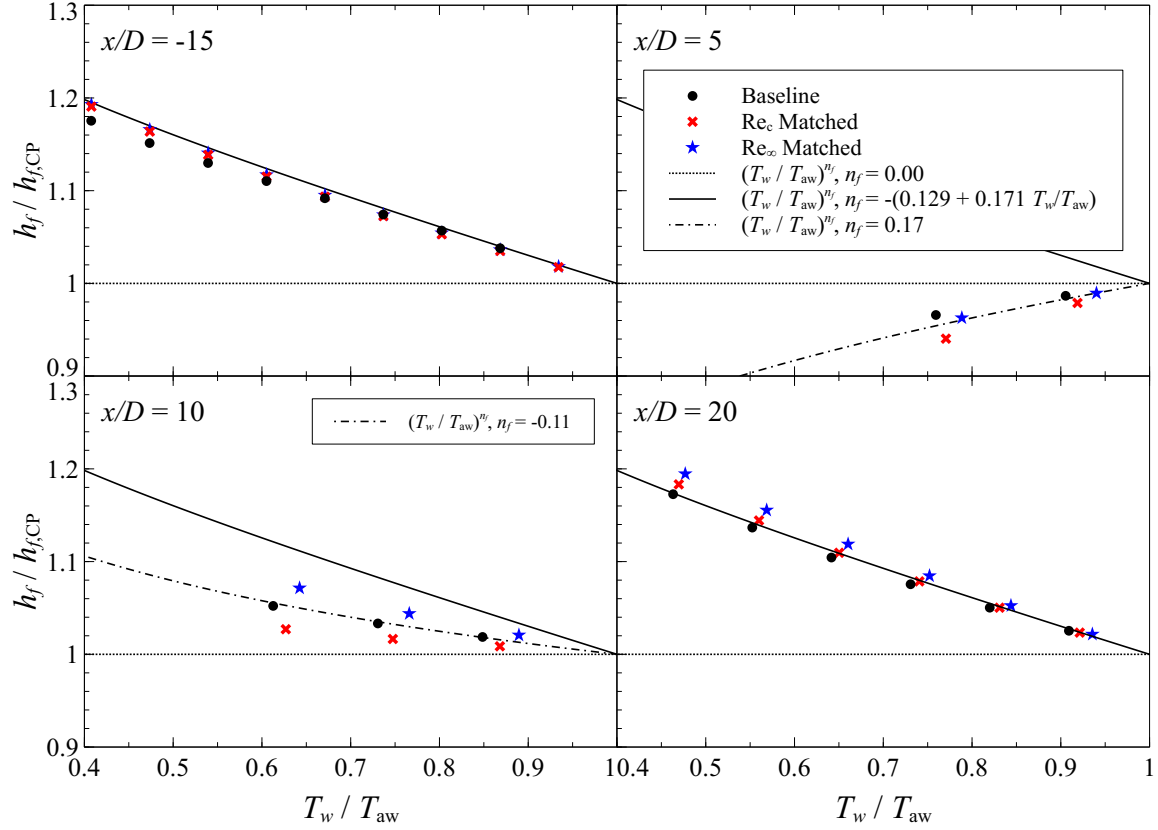 1.3
x/D = -15
x/D = 5
1.2
Baseline
Re_c Matched
Re_∞ Matched
(T_w / T_aw)^{n_f}, n_f = 0.00
(T_w / T_aw)^{n_f}, n_f = -(0.129 + 0.171 T_w/T_aw)
(T_w / T_aw)^{n_f}, n_f = 0.17
1.1
h_f / h_{f,CP}
1
0.9
1.3
x/D = 10
(T_w / T_aw)^{n_f}, n_f = -0.11
x/D = 20
1.2
1.1
h_f / h_{f,CP}
1
0.9
0.4 0.5 0.6 0.7 0.8 0.9 1 0.4 0.5 0.6 0.7 0.8 0.9 1
T_w / T_aw T_w / T_aw